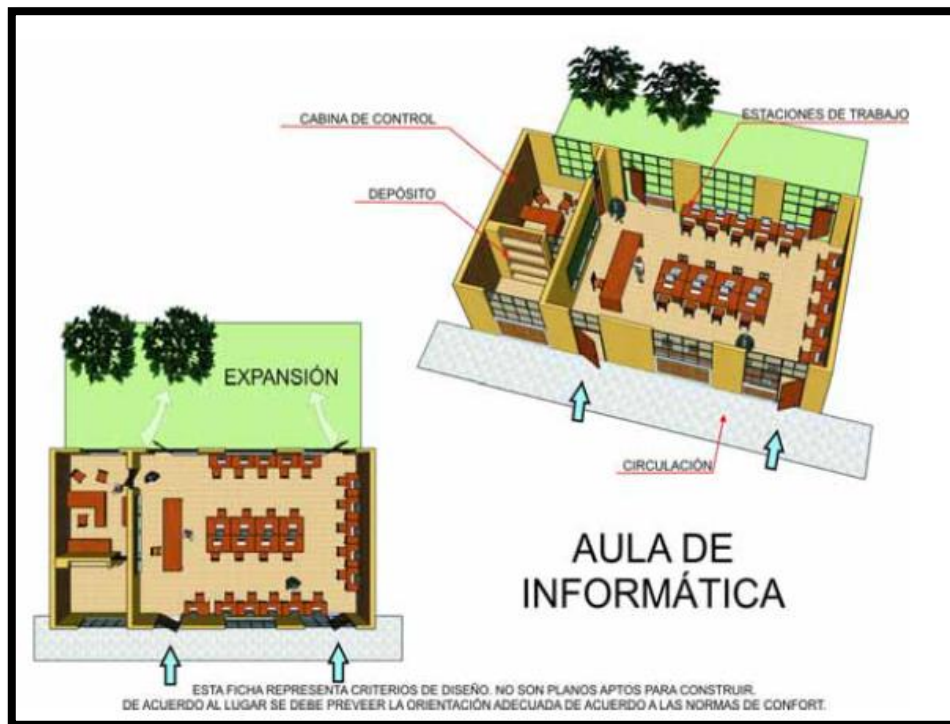 CABINA DE CONTROL
ESTACIONES DE TRABAJO
DEPÓSITO
EXPANSIÓN
CIRCULACIÓN
AULA DE
INFORMÁTICA
ESTA FICHA REPRESENTA CRITERIOS DE DISEÑO. NO SON PLANOS APTOS PARA CONSTRUIR.
DE ACUERDO AL LUGAR SE DEBE PREVEER LA ORIENTACIÓN ADECUADA DE ACUERDO A LAS NORMAS DE CONFORT.